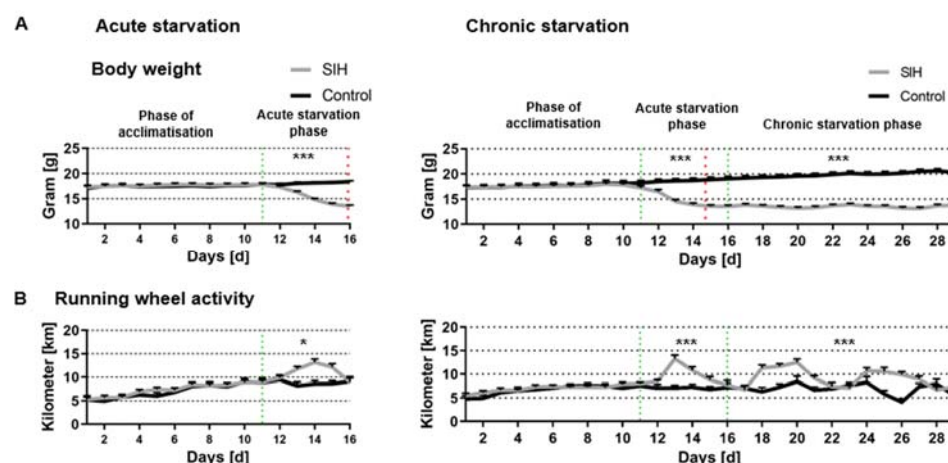 A Acute starvation Chronic starvation
Body weight
SIH
Control
SIH
Control
Phase of acclimatisation
Acute starvation phase
Phase of acclimatisation
Acute starvation phase
Chronic starvation phase
Gram [g]
25
20
15
10
***
2 4 6 8 10 12 14 16
Days [d]
Gram [g]
25
20
15
10
***
***
2 4 6 8 10 12 14 16 18 20 22 24 26 28
Days [d]
B Running wheel activity
Kilometer [km]
20
15
10
5
0
*
2 4 6 8 10 12 14 16
Days [d]
Kilometer [km]
20
15
10
5
0
***
***
2 4 6 8 10 12 14 16 18 20 22 24 26 28
Days [d]